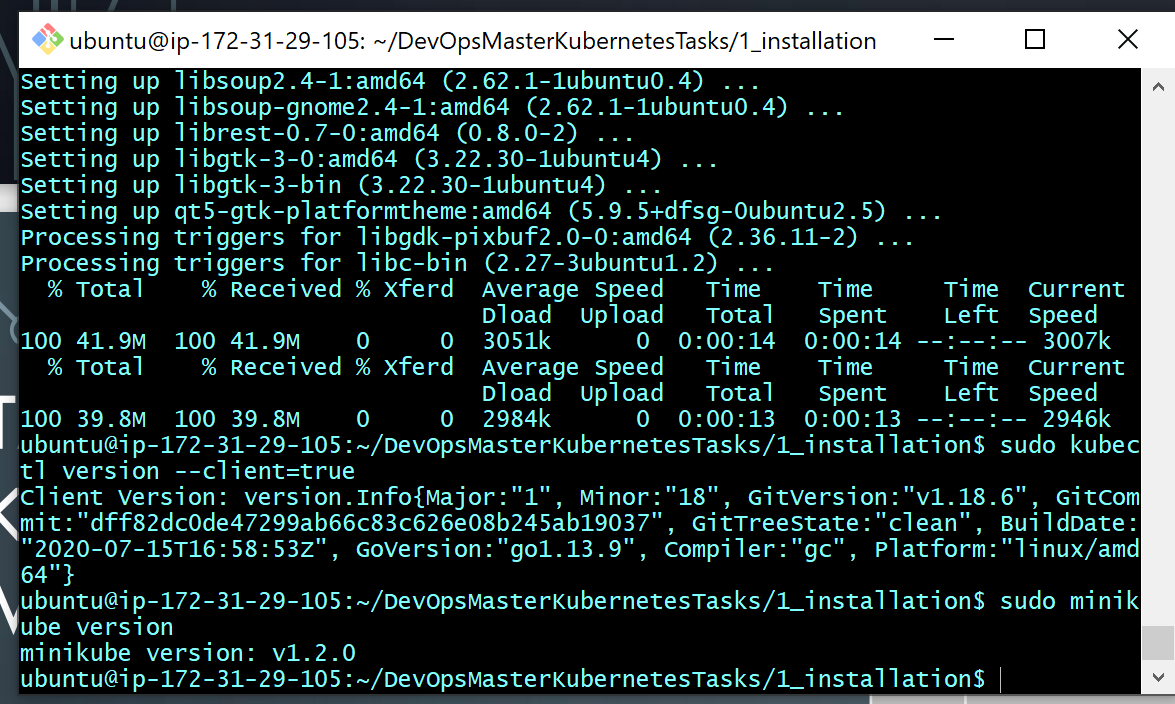 ubuntu@ip-172-31-29-105: ~/DevOpsMasterKubernetesTasks/1_installation
Setting up libsoup2.4-1:amd64 (2.62.1-1ubuntu0.4) ...
Setting up libsoup-gnome2.4-1:amd64 (2.62.1-1ubuntu0.4) ...
Setting up librest-0.7-0:amd64 (0.8.0-2) ...
Setting up libgtk-3-0:amd64 (3.22.30-1ubuntu4) ...
Setting up libgtk-3-bin (3.22.30-1ubuntu4) ...
Setting up qt5-gtk-platformtheme:amd64 (5.9.5+dfsg-0ubuntu2.5) ...
Processing triggers for libgdk-pixbuf2.0-0:amd64 (2.36.11-2) ...
Processing triggers for libc-bin (2.27-3ubuntu1.2) ...
  % Total    % Received % Xferd  Average Speed   Time    Time     Time  Current
                                 Dload  Upload   Total   Spent    Left  Speed
100 41.9M  100 41.9M    0     0  3051k      0  0:00:14  0:00:14 --:--:-- 3007k
  % Total    % Received % Xferd  Average Speed   Time    Time     Time  Current
                                 Dload  Upload   Total   Spent    Left  Speed
100 39.8M  100 39.8M    0     0  2984k      0  0:00:13  0:00:13 --:--:-- 2946k
ubuntu@ip-172-31-29-105:~/DevOpsMasterKubernetesTasks/1_installation$ sudo kubec
tl version --client=true
Client Version: version.Info{Major:"1", Minor:"18", GitVersion:"v1.18.6", GitCom
mit:"dff82dc0de47299ab66c83c626e08b245ab19037", GitTreeState:"clean", BuildDate:
"2020-07-15T16:58:53Z", GoVersion:"go1.13.9", Compiler:"gc", Platform:"linux/amd
64"}
ubuntu@ip-172-31-29-105:~/DevOpsMasterKubernetesTasks/1_installation$ sudo minik
ube version
minikube version: v1.2.0
ubuntu@ip-172-31-29-105:~/DevOpsMasterKubernetesTasks/1_installation$